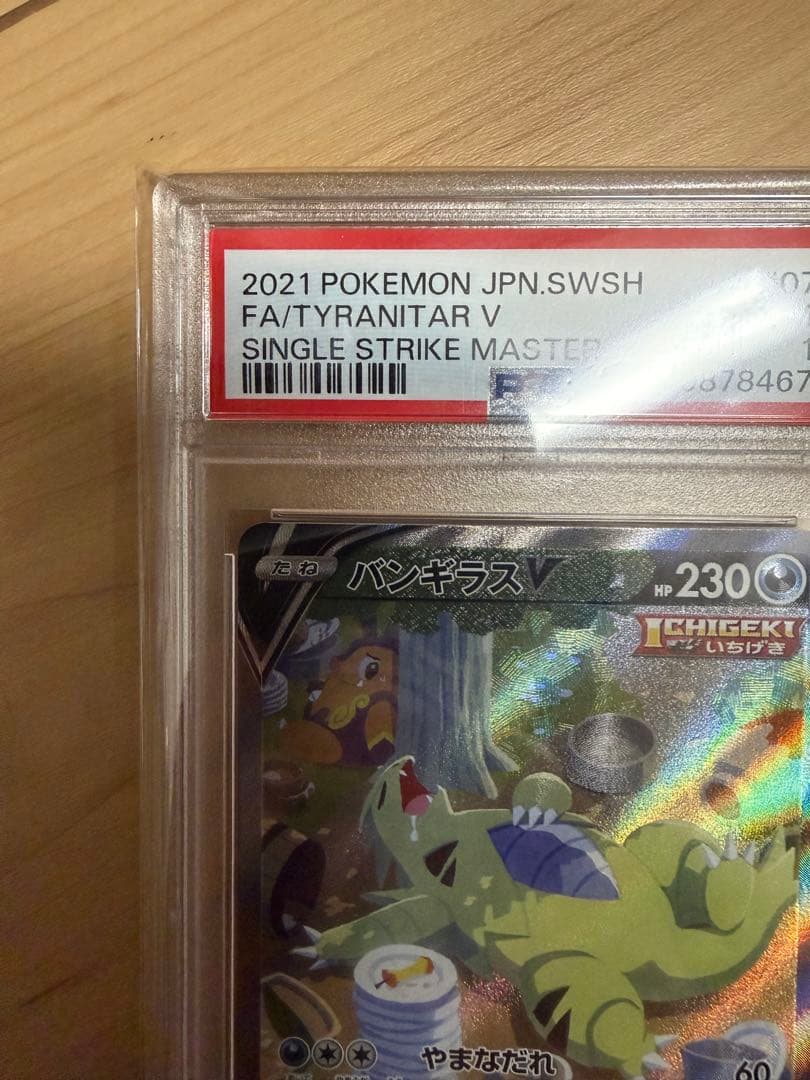 2021 POKEMON JPN.SWSH
FA/TYRANITAR V
SINGLE STRIKE MASTER
たね バンギラスV HP 230
ICHIGEKI
いちげき
やまなだれ 60